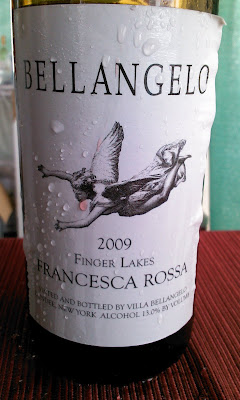 BELLANGELO
2009
FINGER LAKES
FRANCESCA ROSSA
AND BOTTLED BY VILLA BELLANGELO
NEW YORK ALCOHOL 13.0% BY VOLUME